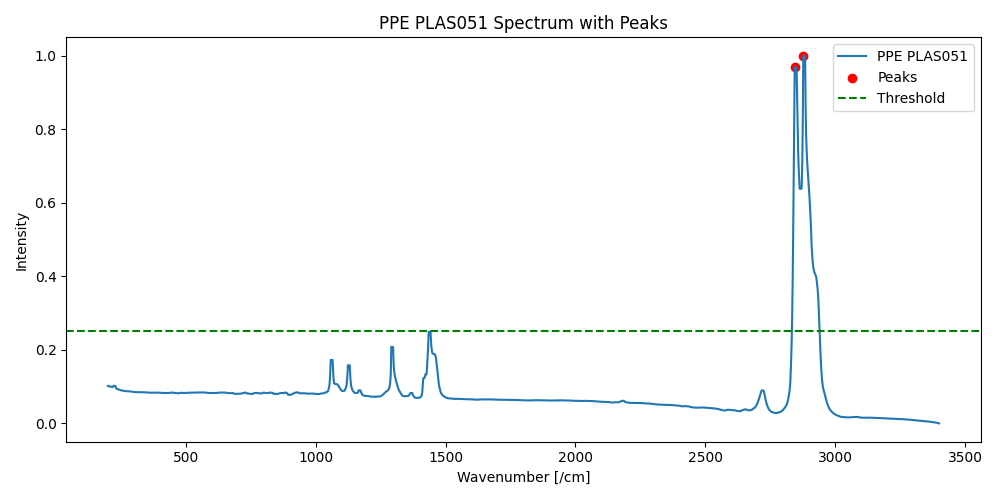 PPE PLAS051 Spectrum with Peaks
PPE PLAS051
Peaks
Threshold
Intensity
1.0
0.8
0.6
0.4
0.2
0.0
500 1000 1500 2000 2500 3000 3500
Wavenumber [/cm]